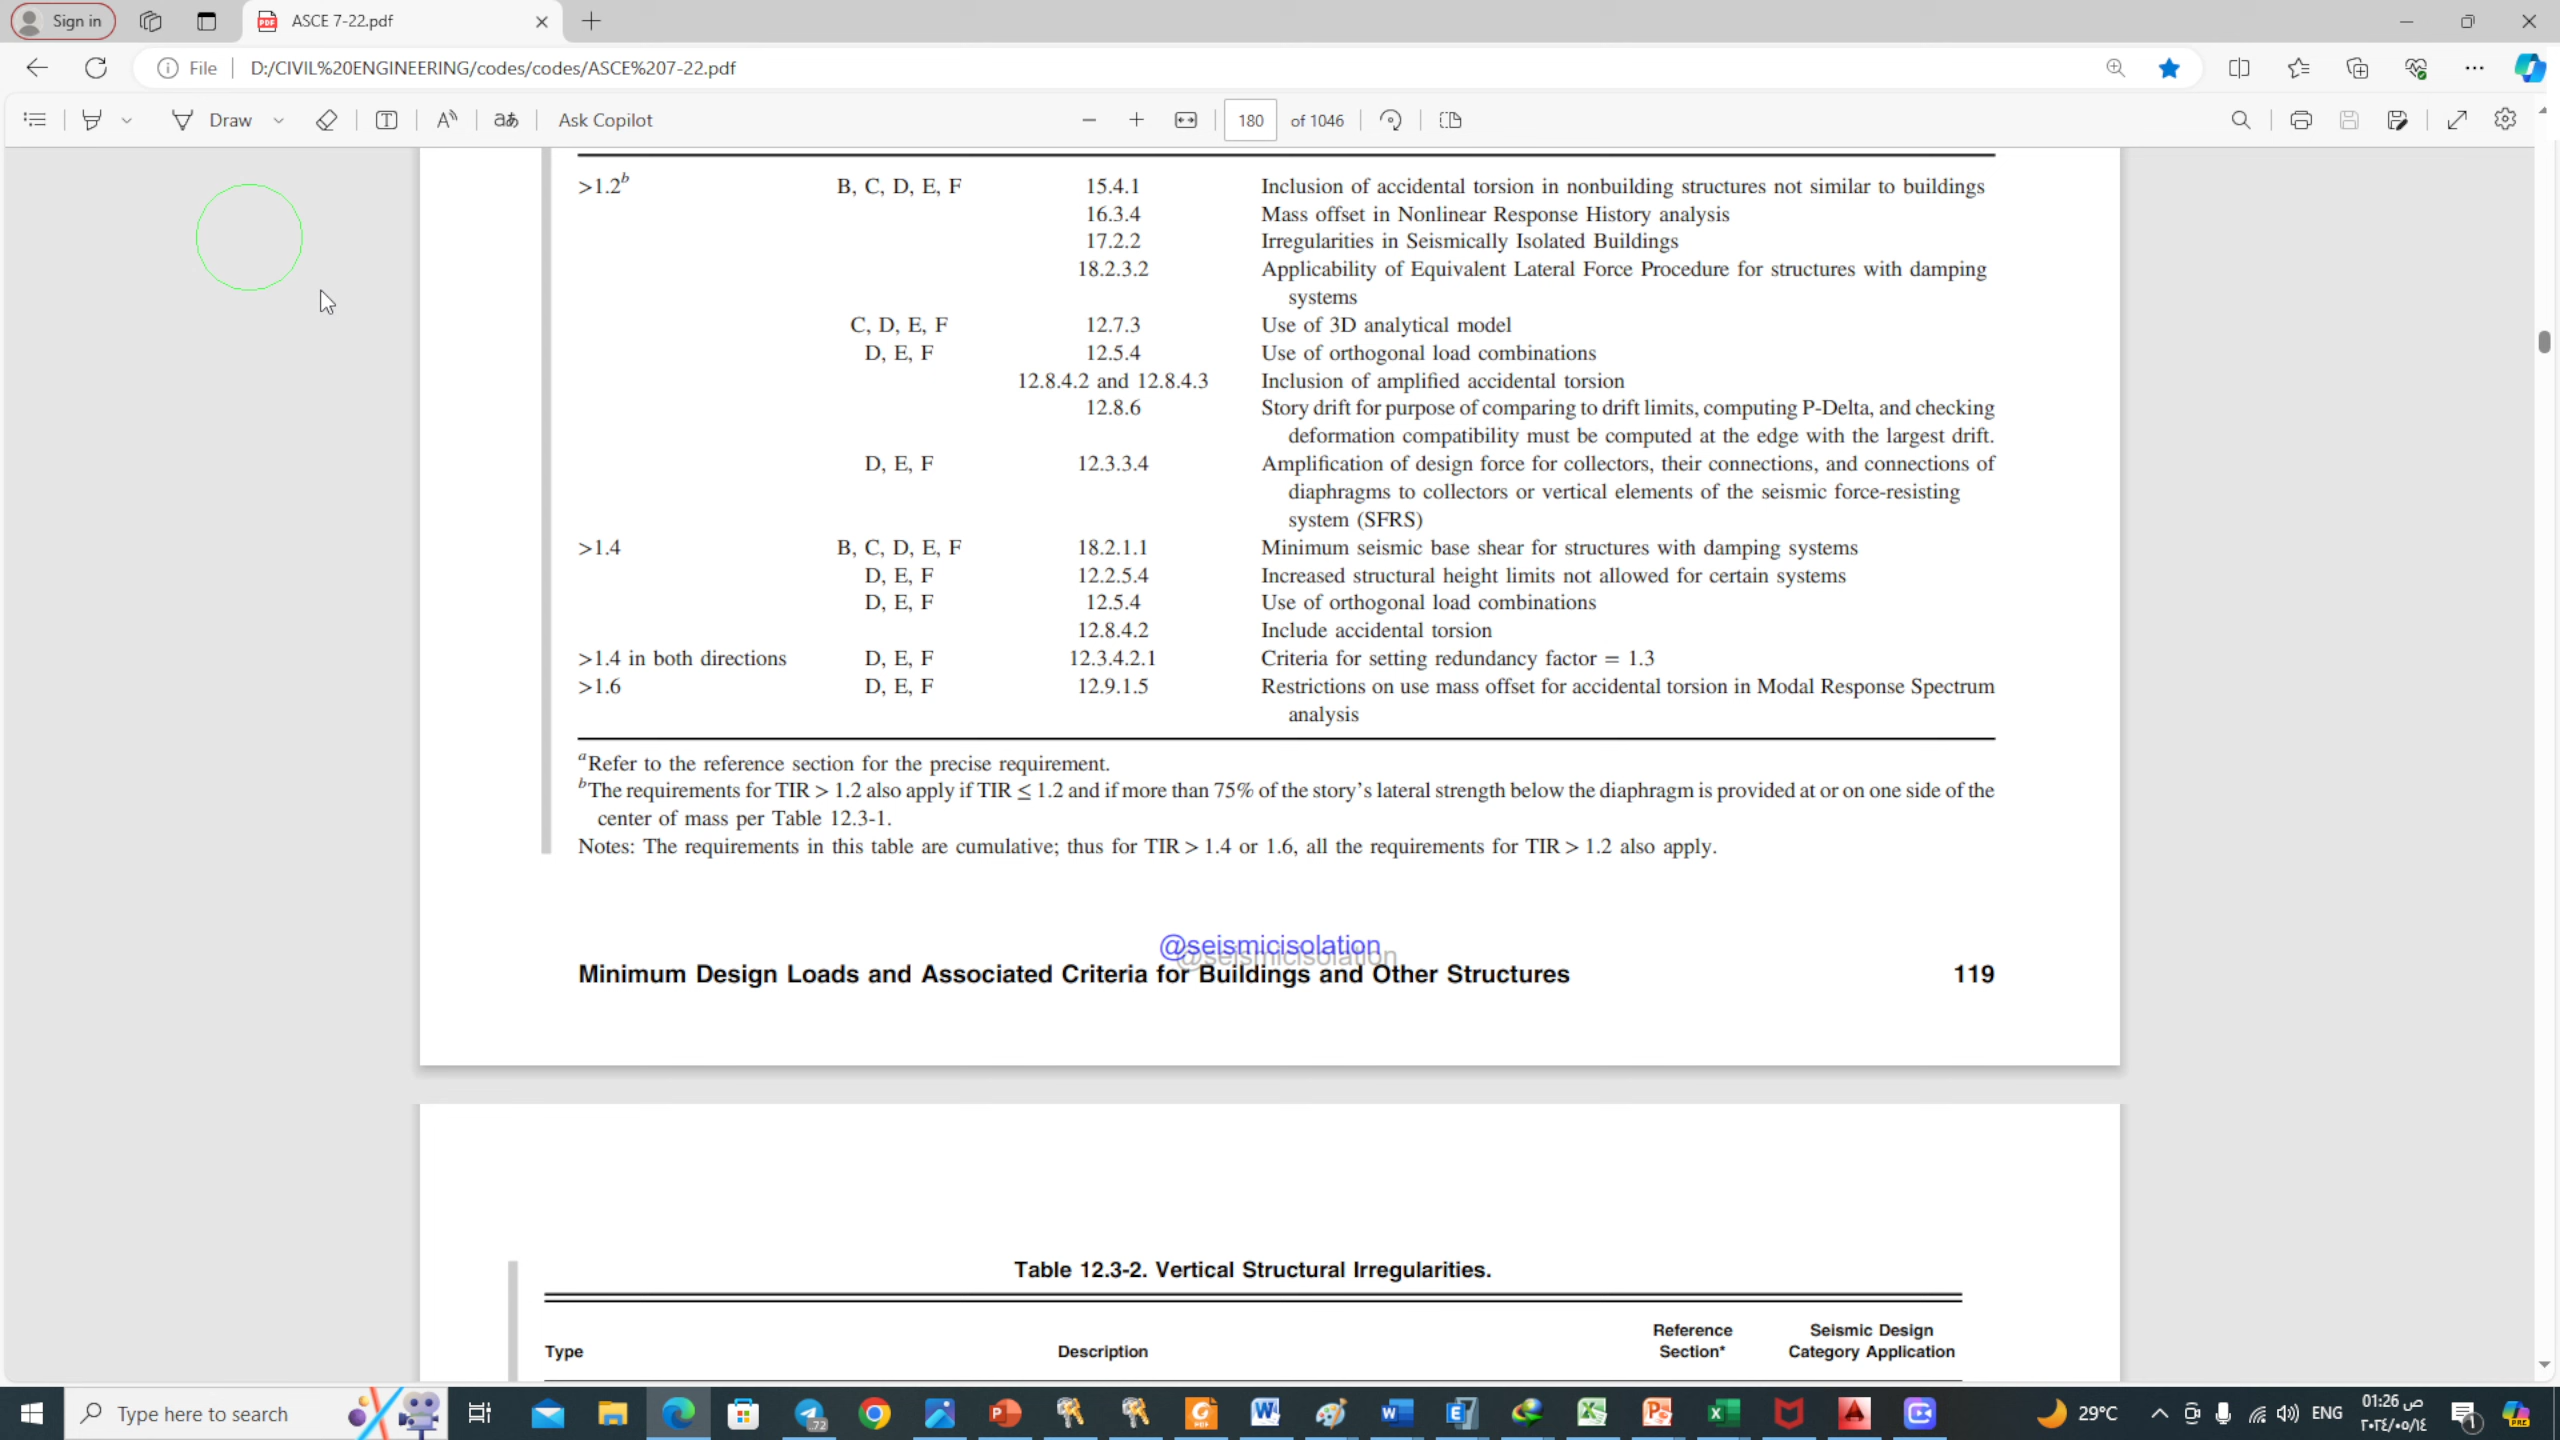 Sign in
ASCE 7-22.pdf
File
D:/CIVIL%20ENGINEERING/codes/codes/ASCE%207-22.pdf
Draw
aあ
Ask Copilot
180 of 1046
>1.2b B, C, D, E, F 15.4.1 Inclusion of accidental torsion in nonbuilding structures not similar to buildings
16.3.4 Mass offset in Nonlinear Response History analysis
17.2.2 Irregularities in Seismically Isolated Buildings
18.2.3.2 Applicability of Equivalent Lateral Force Procedure for structures with damping
systems
C, D, E, F 12.7.3 Use of 3D analytical model
D, E, F 12.5.4 Use of orthogonal load combinations
12.8.4.2 and 12.8.4.3 Inclusion of amplified accidental torsion
12.8.6 Story drift for purpose of comparing to drift limits, computing P-Delta, and checking
deformation compatibility must be computed at the edge with the largest drift.
D, E, F 12.3.3.4 Amplification of design force for collectors, their connections, and connections of
diaphragms to collectors or vertical elements of the seismic force-resisting
system (SFRS)
>1.4 B, C, D, E, F 18.2.1.1 Minimum seismic base shear for structures with damping systems
D, E, F 12.2.5.4 Increased structural height limits not allowed for certain systems
D, E, F 12.5.4 Use of orthogonal load combinations
12.8.4.2 Include accidental torsion
>1.4 in both directions D, E, F 12.3.4.2.1 Criteria for setting redundancy factor = 1.3
>1.6 D, E, F 12.9.1.5 Restrictions on use mass offset for accidental torsion in Modal Response Spectrum
analysis
aRefer to the reference section for the precise requirement.
bThe requirements for TIR > 1.2 also apply if TIR ≤ 1.2 and if more than 75% of the story's lateral strength below the diaphragm is provided at or on one side of the
center of mass per Table 12.3-1.
Notes: The requirements in this table are cumulative; thus for TIR > 1.4 or 1.6, all the requirements for TIR > 1.2 also apply.
@seismicisolation
@seismicisolation
Minimum Design Loads and Associated Criteria for Buildings and Other Structures 119
Table 12.3-2. Vertical Structural Irregularities.
Type Description Reference Section* Seismic Design Category Application
Type here to search
72
29°C
ENG
01:26 ص
٢٠٢٤/٠٥/١٤
1